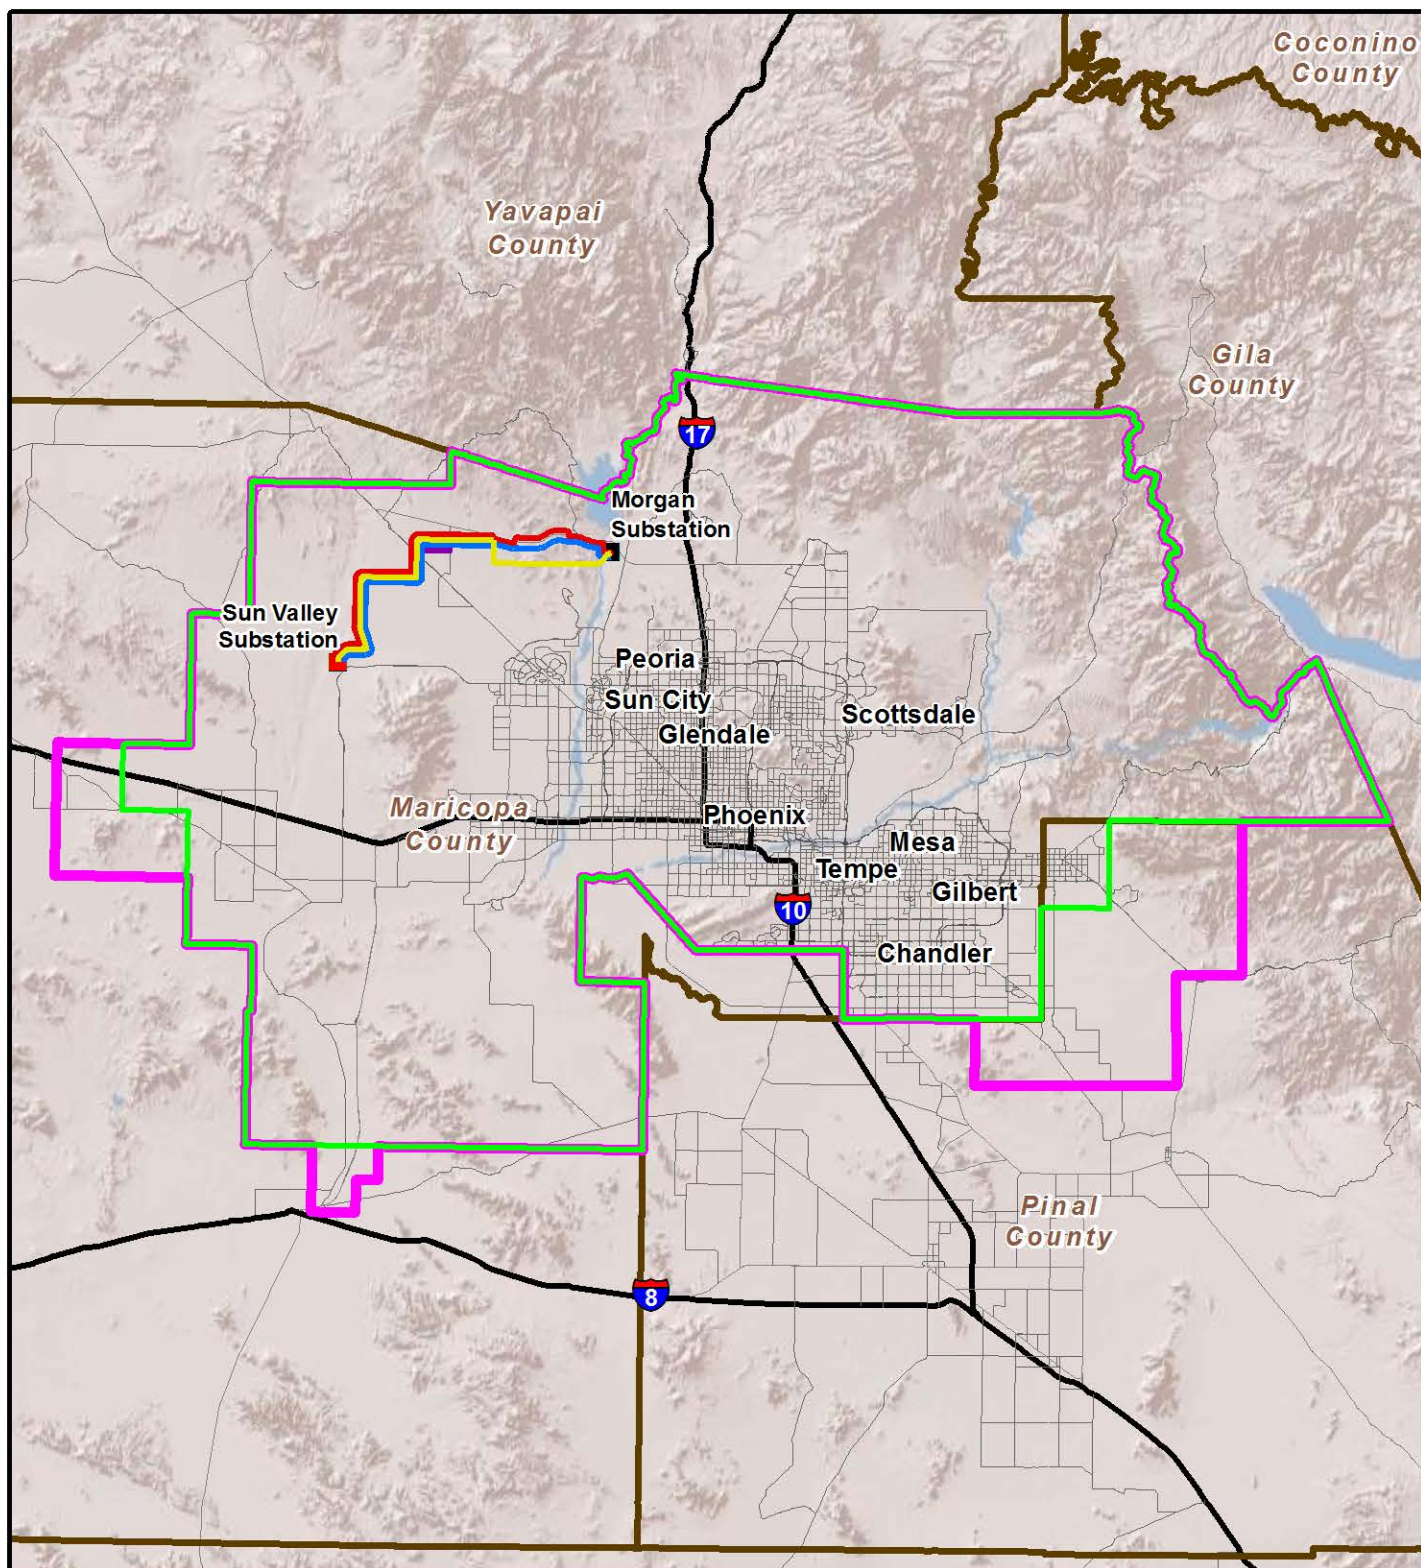 Coconino
County
Yavapai
County
Gila
County
17
Morgan
Substation
Sun Valley
Substation
Peoria
Sun City
Scottsdale
Glendale
Maricopa
County
Phoenix
Mesa
Tempe
Gilbert
10
Chandler
Pinal
County
8